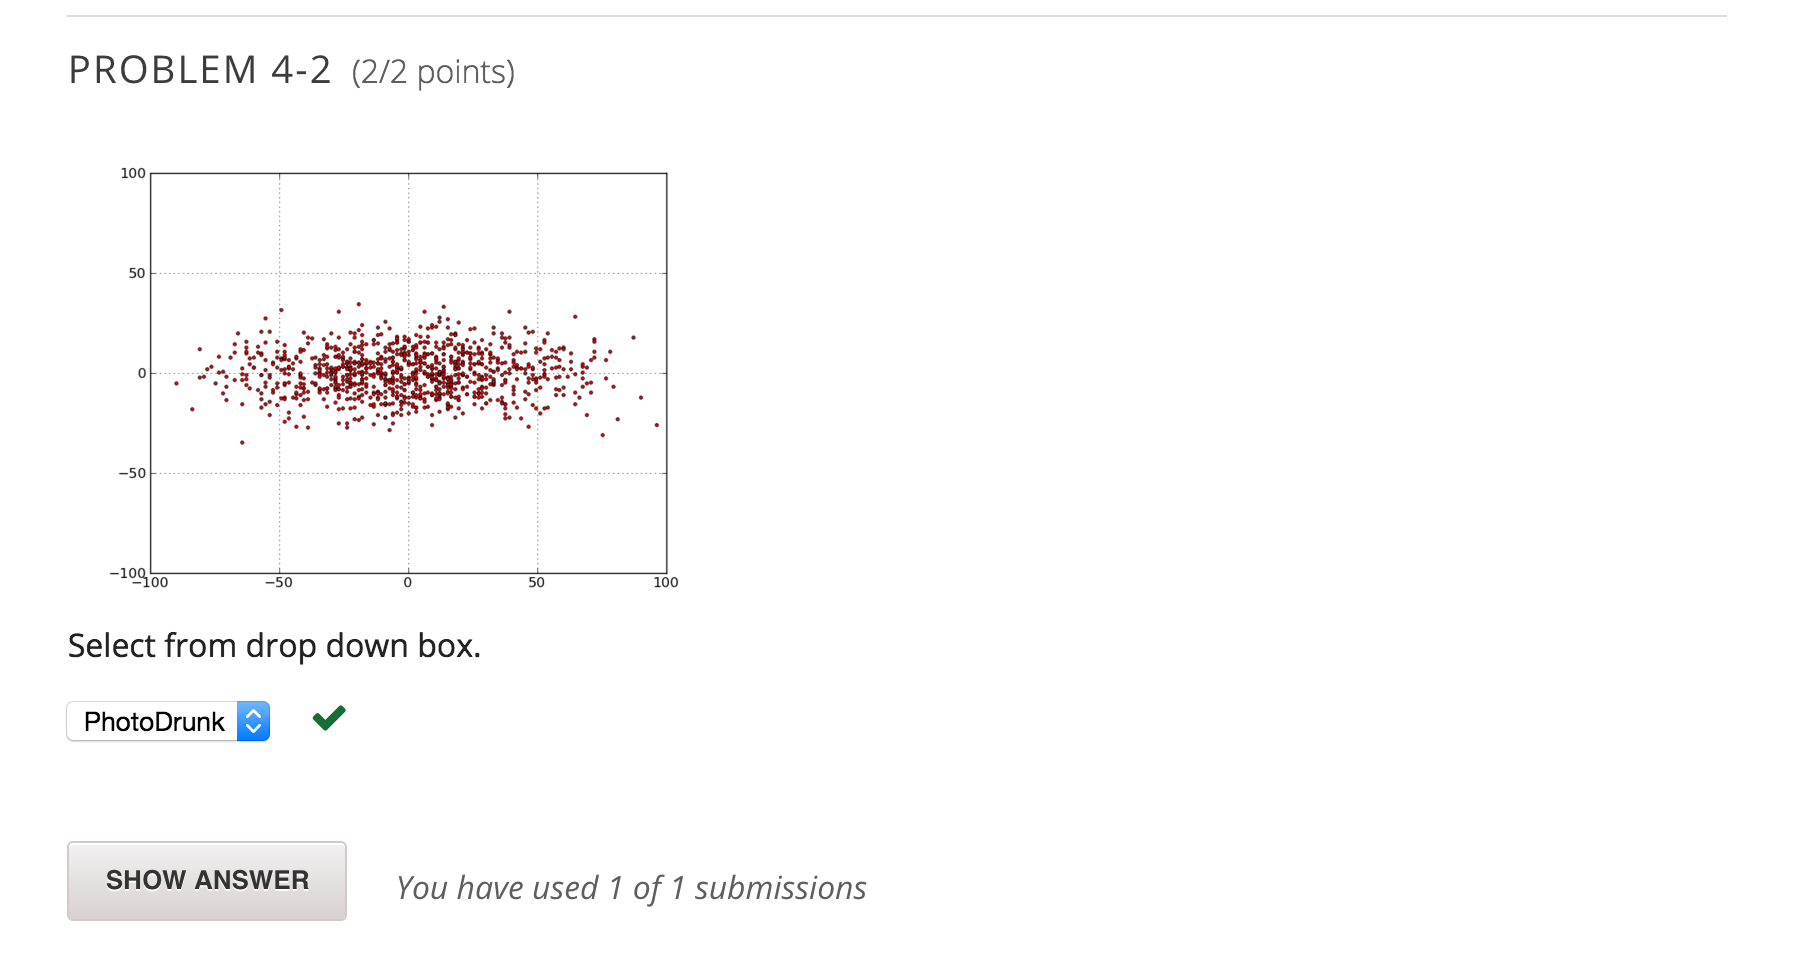 PROBLEM 4-2 (2/2 points)
100
50
0
−50
−100
−100 −50 0 50 100
Select from drop down box.
PhotoDrunk
SHOW ANSWER
You have used 1 of 1 submissions